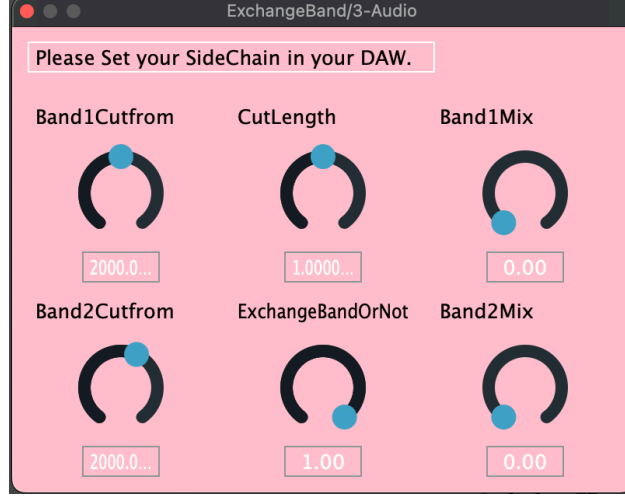 ExchangeBand/3-Audio
Please Set your SideChain in your DAW.
Band1Cutfrom CutLength Band1Mix
2000.0... 1.0000... 0.00
Band2Cutfrom ExchangeBandOrNot Band2Mix
2000.0... 1.00 0.00